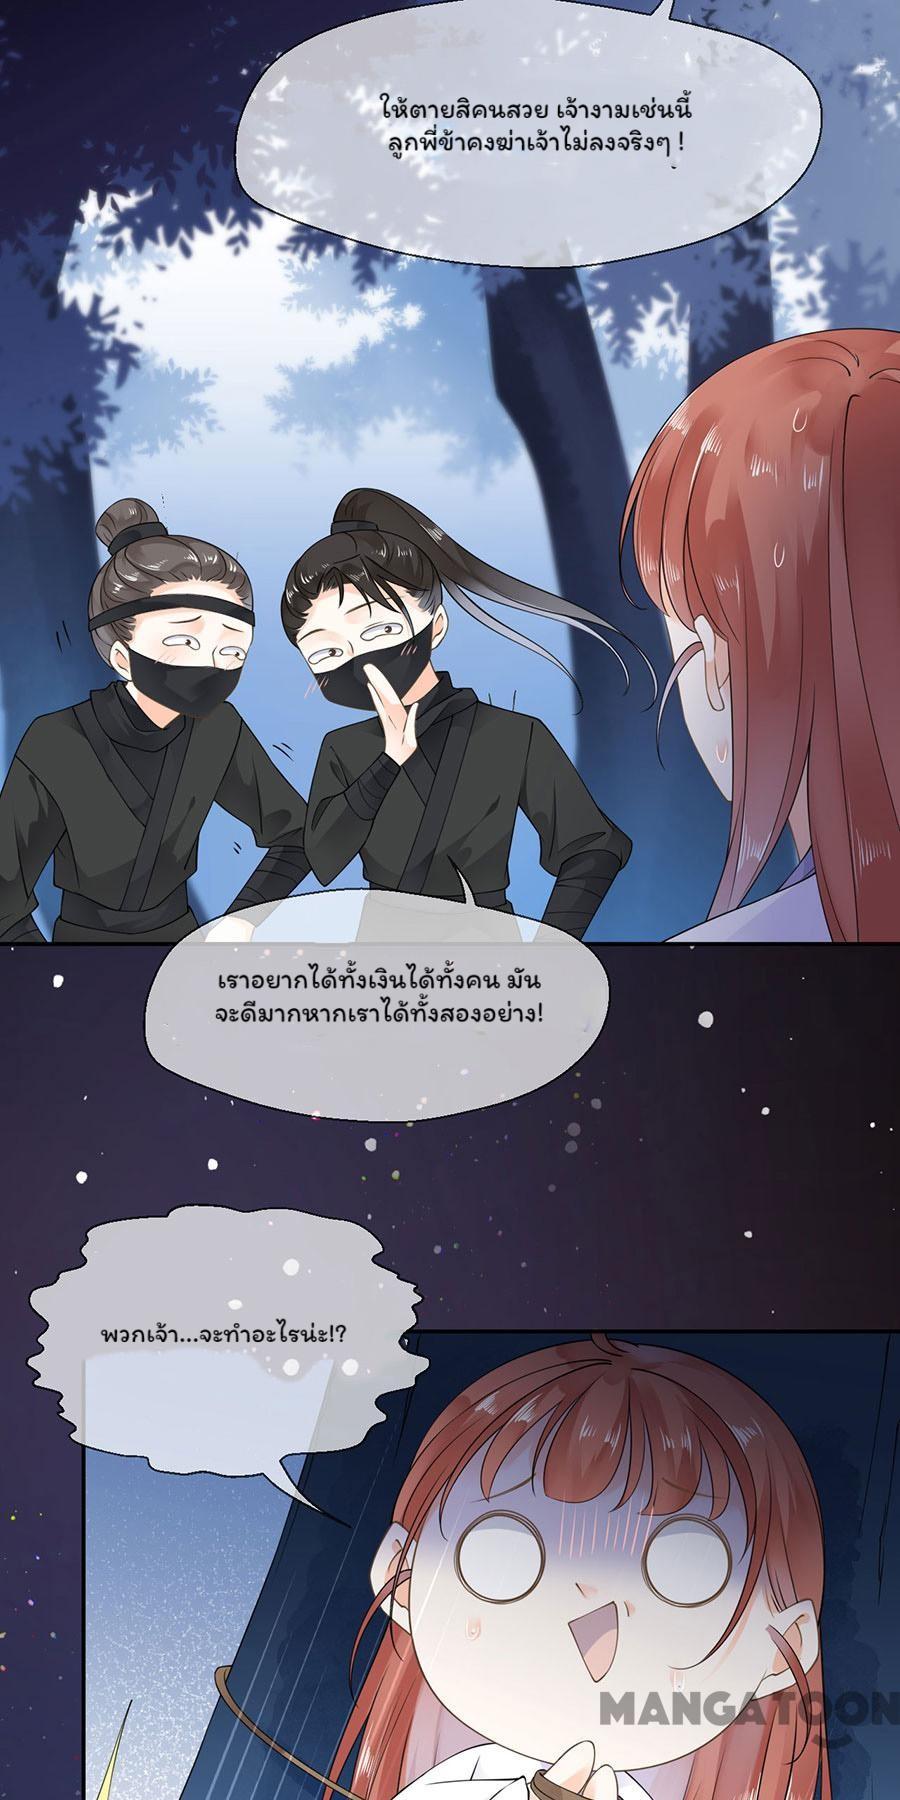 ให้ตายสิคนสวย เจ้างามเช่นนี้
ลูกพี่ข้าคงฆ่าเจ้าไม่ลงจริงๆ !
เราอยากได้ทั้งเงินได้ทั้งคน มัน
จะดีมากหากเราได้ทั้งสองอย่าง!
พวกเจ้า...จะทำอะไรน่ะ!?
MANGATOON